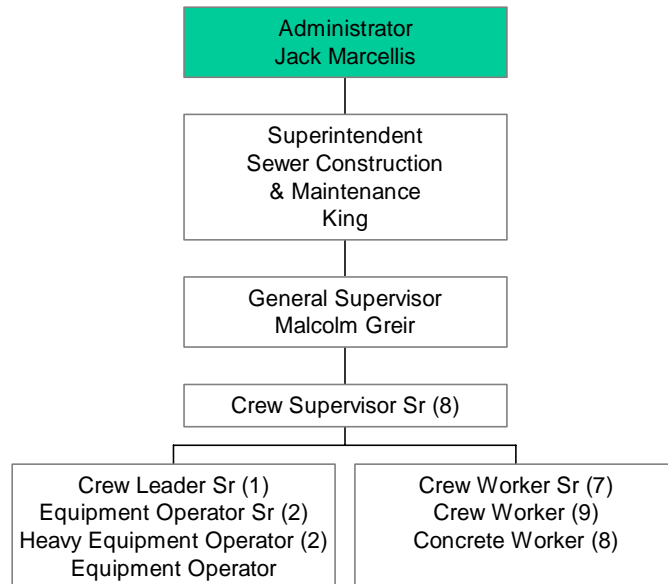 Administrator
Jack Marcellis
Superintendent
Sewer Construction
& Maintenance
King
General Supervisor
Malcolm Greir
Crew Supervisor Sr (8)
Crew Leader Sr (1)
Equipment Operator Sr (2)
Heavy Equipment Operator (2)
Equipment Operator
Crew Worker Sr (7)
Crew Worker (9)
Concrete Worker (8)